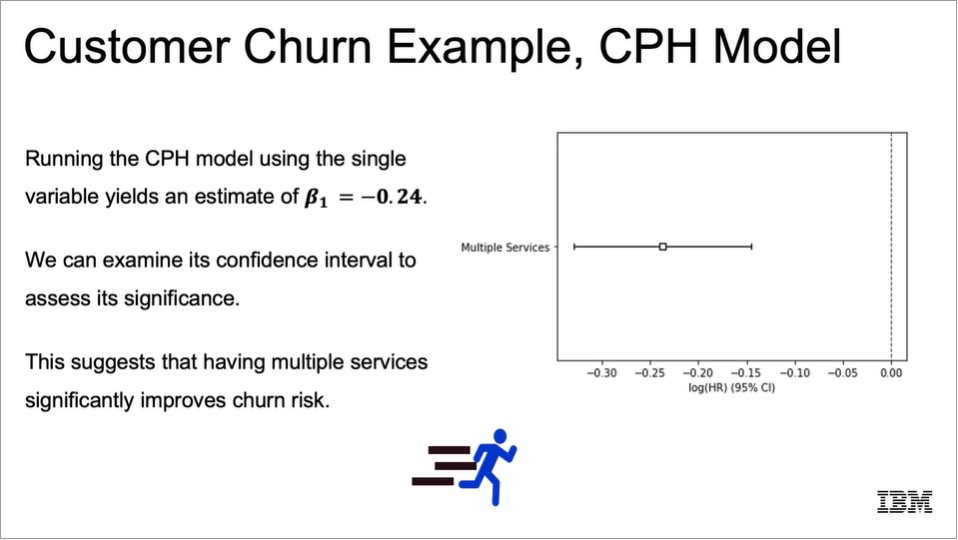 Customer Churn Example, CPH Model
Running the CPH model using the single
variable yields an estimate of β₁ = −0.24.
We can examine its confidence interval to
assess its significance.
This suggests that having multiple services
significantly improves churn risk.
Multiple Services
−0.30 −0.25 −0.20 −0.15 −0.10 −0.05 0.00
log(HR) (95% CI)
IBM